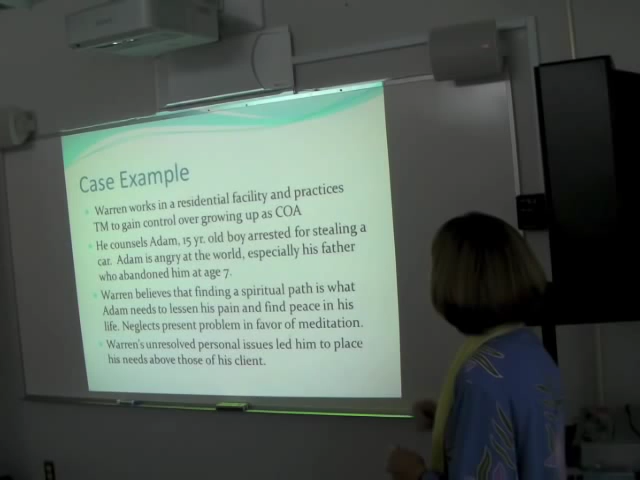 Case Example
Warren works in a residential facility and practices
TM to gain control over growing up as COA
He counsels Adam, 15 yr. old boy arrested for stealing a
car. Adam is angry at the world, especially his father
who abandoned him at age 7.
Warren believes that finding a spiritual path is what
Adam needs to lessen his pain and find peace in his
life. Neglects present problem in favor of meditation.
Warren's unresolved personal issues led him to place
his needs above those of his client.